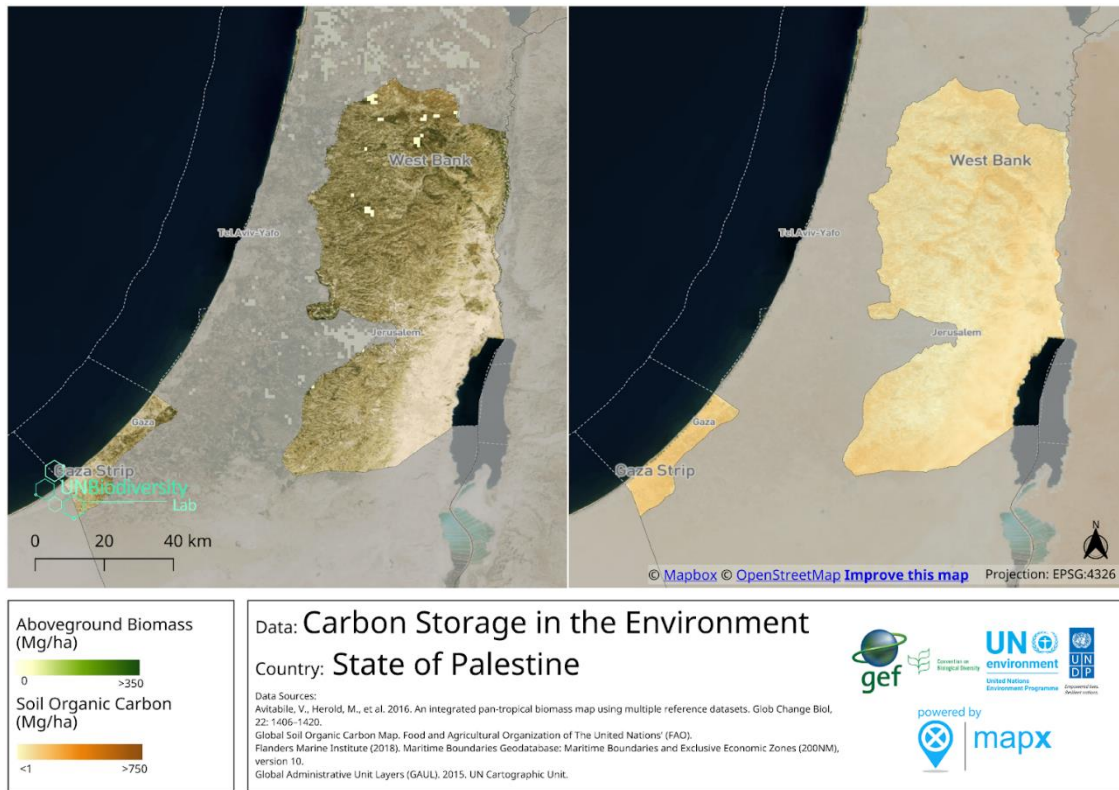 West Bank
Tel Aviv-Yafo
Jerusalem
Gaza
Gaza Strip
UNBiodiversity
Lab
0 20 40 km
West Bank
Tel Aviv-Yafo
Jerusalem
Gaza
Gaza Strip
N
© Mapbox © OpenStreetMap Improve this map Projection: EPSG:4326
Aboveground Biomass
(Mg/ha)
0 >350
Soil Organic Carbon
(Mg/ha)
<1 >750
Data: Carbon Storage in the Environment
Country: State of Palestine
Data Sources:
Avitabile, V., Herold, M., et al. 2016. An integrated pan-tropical biomass map using multiple reference datasets. Glob Change Biol,
22: 1406–1420.
Global Soil Organic Carbon Map. Food and Agricultural Organization of The United Nations' (FAO).
Flanders Marine Institute (2018). Maritime Boundaries Geodatabase: Maritime Boundaries and Exclusive Economic Zones (200NM),
version 10.
Global Administrative Unit Layers (GAUL). 2015. UN Cartographic Unit.
gef
Convention on
Biological Diversity
UN
environment
United Nations
Environment Programme
U N
D P
Empowered lives.
Resilient nations.
powered by
mapx